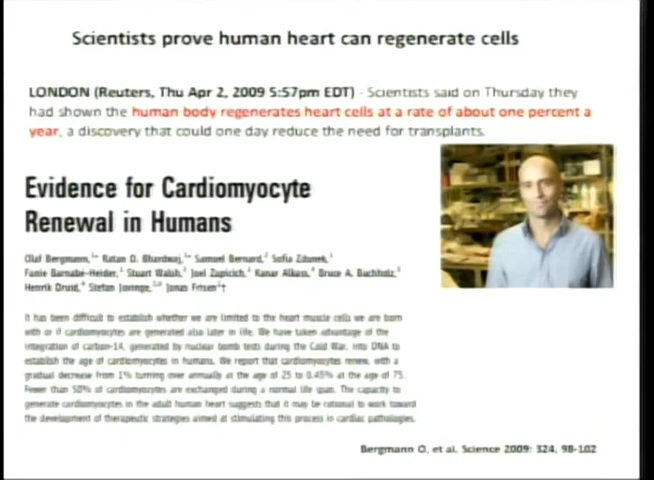 Scientists prove human heart can regenerate cells
LONDON (Reuters, Thu Apr 2, 2009 5:57pm EDT) - Scientists said on Thursday they
had shown the human body regenerates heart cells at a rate of about one percent a
year, a discovery that could one day reduce the need for transplants.
Evidence for Cardiomyocyte
Renewal in Humans
Olaf Bergmann, Ratan D. Bhardwaj, Samuel Bernard, Sofia Zdunek,
Fanie Barnabé-Heider, Stuart Walsh, Joel Zupicich, Kanar Alkass, Bruce A. Buchholz,
Henrik Druid, Stefan Jovinge, Jonas Frisén†
It has been difficult to establish whether we are limited to the heart muscle cells we are born
with or if cardiomyocytes are generated also later in life. We have taken advantage of the
integration of carbon-14, generated by nuclear bomb tests during the Cold War, into DNA to
establish the age of cardiomyocytes in humans. We report that cardiomyocytes renew, with a
gradual decrease from 1% turning over annually at the age of 25 to 0.45% at the age of 75.
Fewer than 50% of cardiomyocytes are exchanged during a normal life span. The capacity to
generate cardiomyocytes in the adult human heart suggests that it may be rational to work toward
the development of therapeutic strategies aimed at stimulating this process in cardiac pathologies.
Bergmann O, et al. Science 2009: 324, 98-102